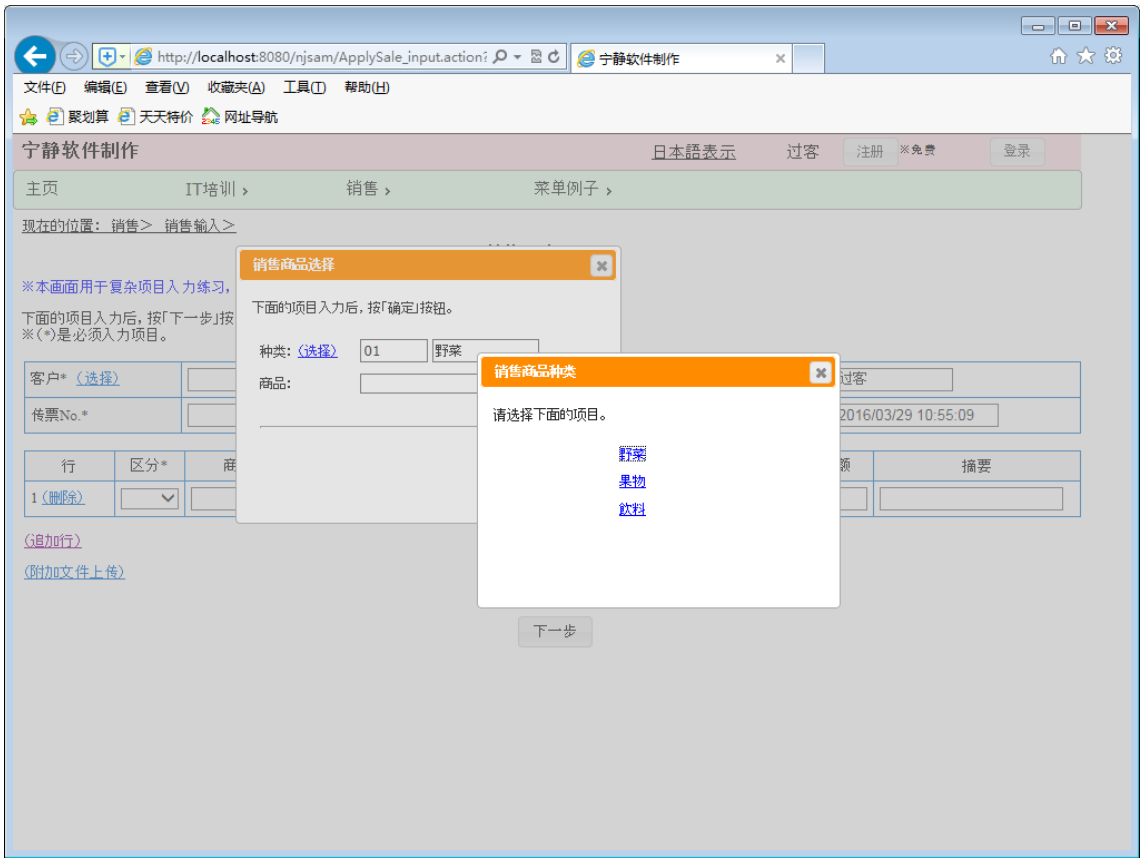 http://localhost:8080/njsam/ApplySale_input.action?
宁静软件制作
文件(F) 编辑(E) 查看(V) 收藏夹(A) 工具(T) 帮助(H)
聚划算 天天特价 网址导航
宁静软件制作 日本語表示 过客 注册 ※免费 登录
主页 IT培训 › 销售 › 菜单例子 ›
现在的位置: 销售＞ 销售输入＞
※本画面用于复杂项目入力练习,
下面的项目入力后, 按「下一步」按
※(*)是必须入力项目。
客户* (选择) 过客
传票No.* 2016/03/29 10:55:09
行 区分* 商 额 摘要
1 (删除)
(追加行)
(附加文件上传)
下一步
销售商品选择
下面的项目入力后, 按「确定」按钮。
种类: (选择) 01 野菜
商品:
销售商品种类
请选择下面的项目。
野菜
果物
飲料